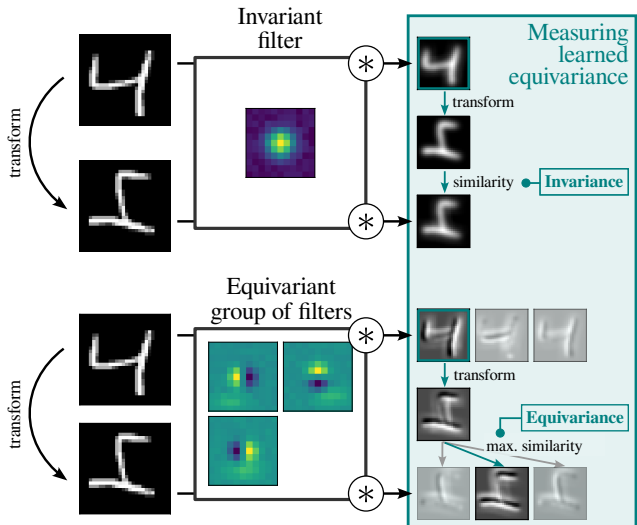 Invariant
filter
Measuring
learned
equivariance
transform
transform
similarity
Invariance
Equivariant
group of filters
transform
transform
Equivariance
max. similarity